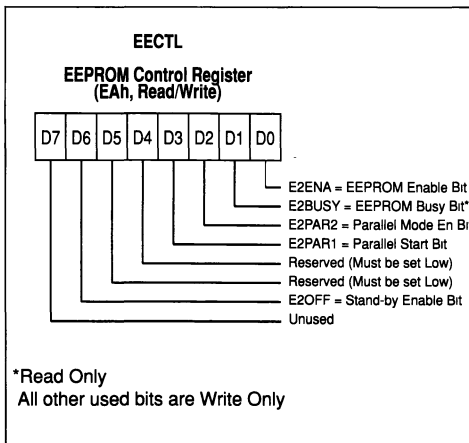 EECTL
EEPROM Control Register
(EAh, Read/Write)
D7 D6 D5 D4 D3 D2 D1 D0
E2ENA = EEPROM Enable Bit
E2BUSY = EEPROM Busy Bit*
E2PAR2 = Parallel Mode En Bi
E2PAR1 = Parallel Start Bit
Reserved (Must be set Low)
Reserved (Must be set Low)
E2OFF = Stand-by Enable Bit
Unused
*Read Only
All other used bits are Write Only